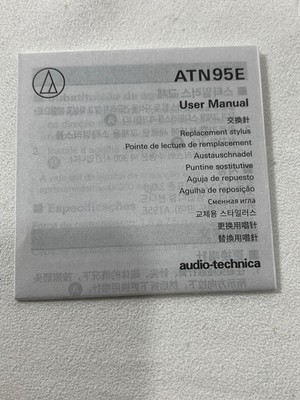 ATN95E
User Manual
交換針
Replacement stylus
Pointe de lecture de remplacement
Austauschnadel
Puntine sostitutive
Aguja de repuesto
Agulha de reposição
Сменная игла
교체용 스타일러스
更换用唱针
替換用唱針
audio-technica